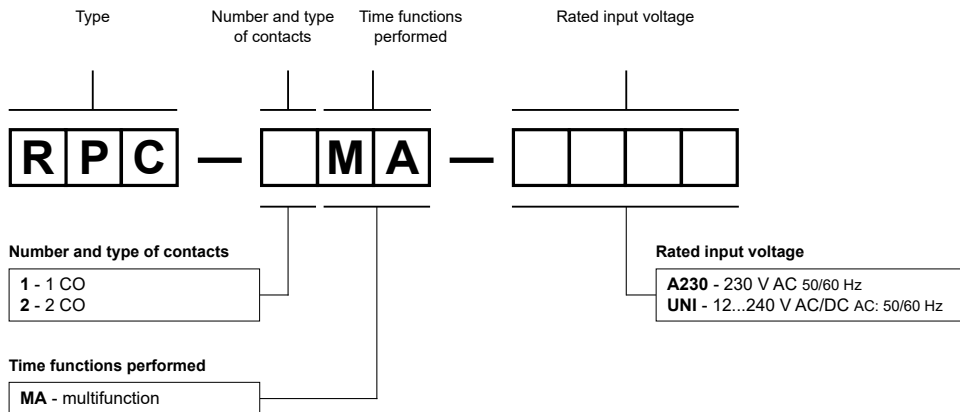 Type
Number and type
of contacts
Time functions
performed
Rated input voltage
RPC — MA —
Number and type of contacts
1 - 1 CO
2 - 2 CO
Rated input voltage
A230 - 230 V AC 50/60 Hz
UNI - 12...240 V AC/DC AC: 50/60 Hz
Time functions performed
MA - multifunction